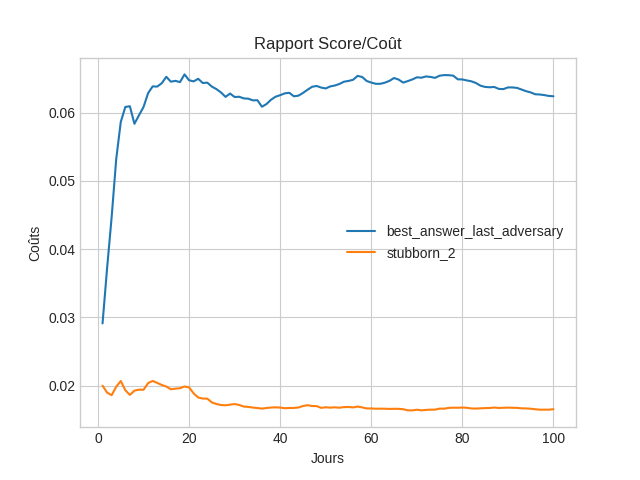 Rapport Score/Coût
Coûts
0.06
0.05
0.04
0.03
0.02
best_answer_last_adversary
stubborn_2
0 20 40 60 80 100
Jours